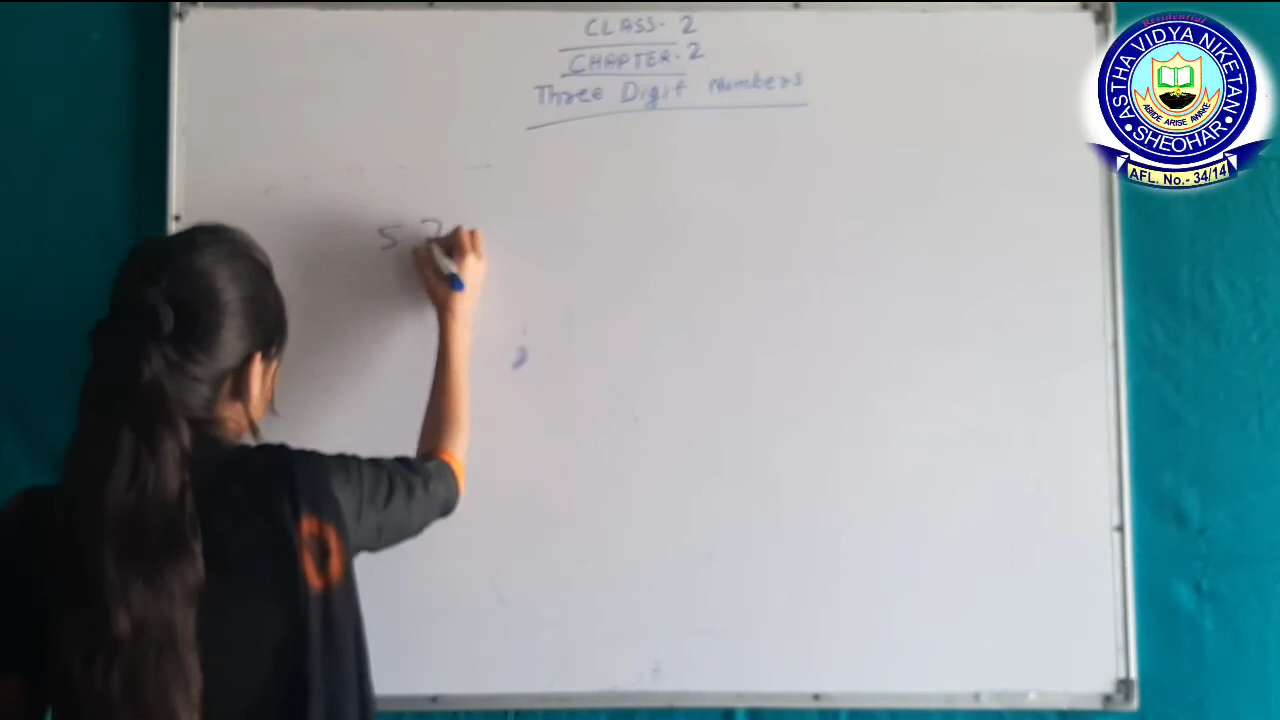 CLASS- 2
CHAPTER-2
Three Digit Numbers
5
Residential
ASTHA VIDYA NIKETAN
ABIDE ARISE AWAKE
SHEOHAR
AFL. No.- 34/14